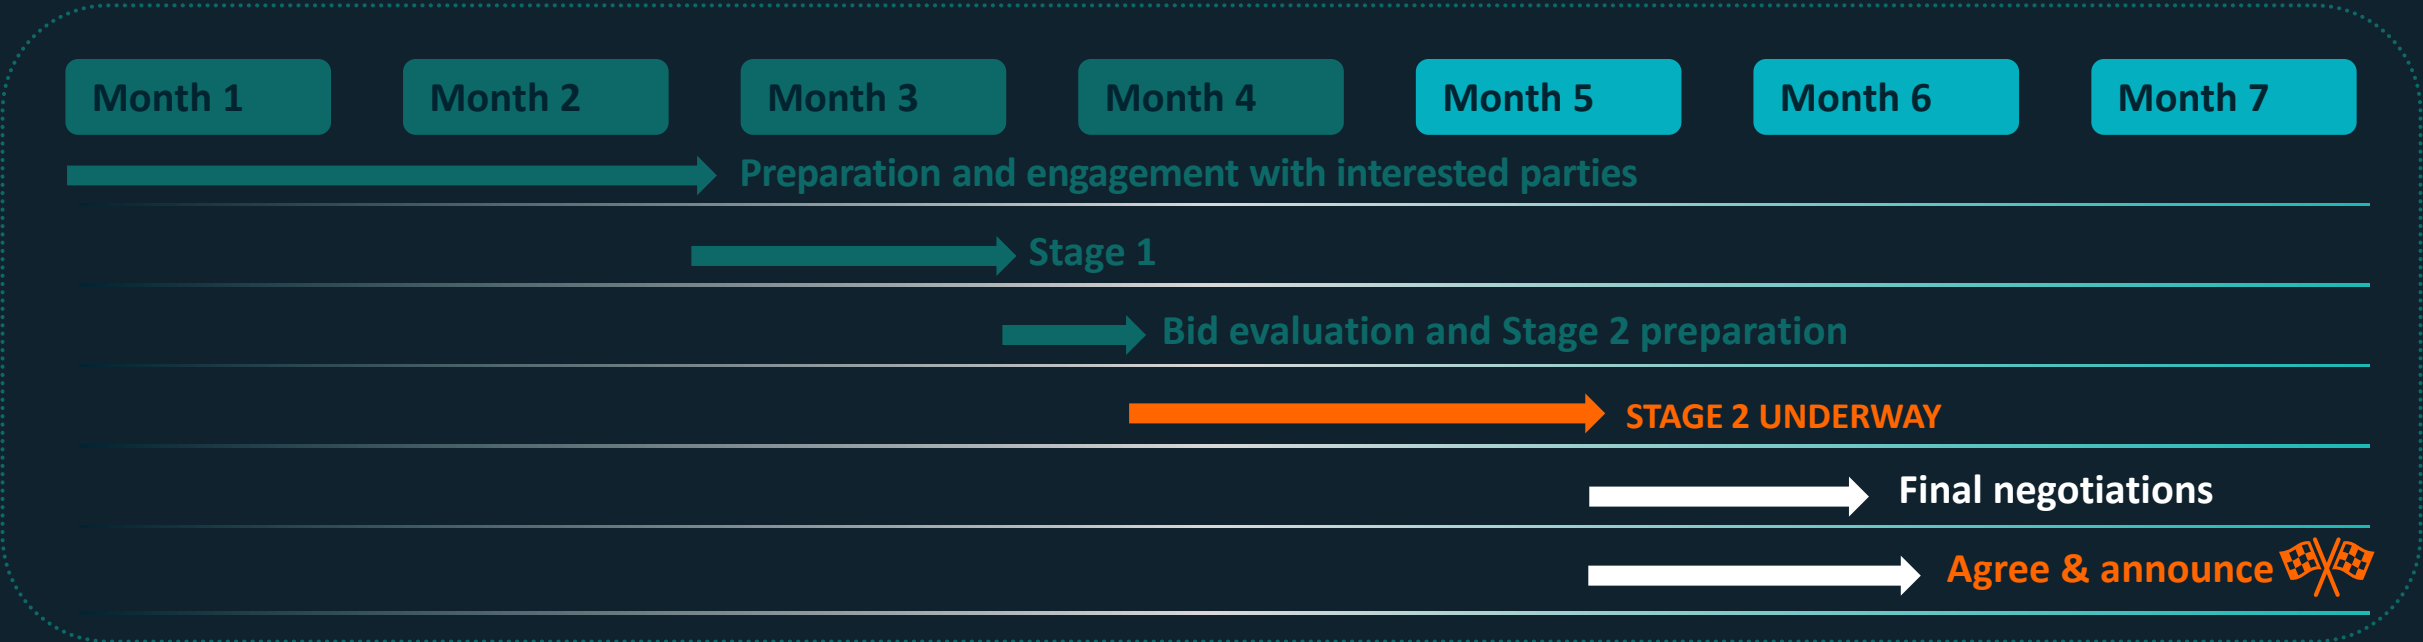 Month 1
Month 2
Month 3
Month 4
Month 5
Month 6
Month 7
Preparation and engagement with interested parties
Stage 1
Bid evaluation and Stage 2 preparation
STAGE 2 UNDERWAY
Final negotiations
Agree & announce